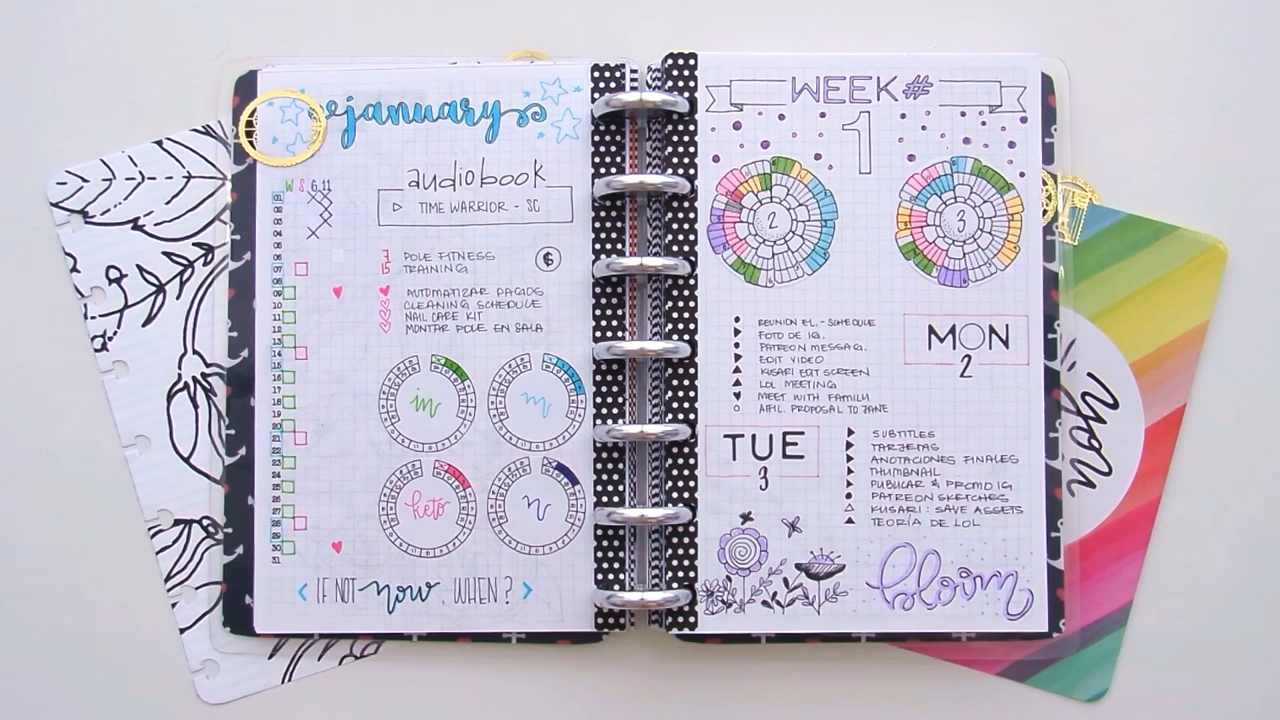 january
audiobook
TIME WARRIOR - SC
W S 6 11
01
02
03
04
05
06
07
08
09
10
11
12
13
14
15
16
17
18
19
20
21
22
23
24
25
26
27
28
29
30
31
7 POLE FITNESS
15 TRAINING
AUTOMATIZAR PAGOS
CLEANING SCHEDULE
NAIL CARE KIT
MONTAR POLE EN SALA
m
m
keto
n
IF NOT now, WHEN?
WEEK#
1
2
3
REUNION EL. - SCHEDULE
FOTO DE IG.
PATREON MESSAG.
EDIT VIDEO
KUSARI EDIT SCREEN
LOL MEETING
MEET WITH FAMILY
AFFIL. PROPOSAL TO ZANE
MON
2
TUE
3
SUBTITLES
TARJETAS
ANOTACIONES FINALES
THUMBNAIL
PUBLICAR & PROMO IG
PATREON SKETCHES
KUSARI: SAVE ASSETS
TEORÍA DE LOL
bloom
you